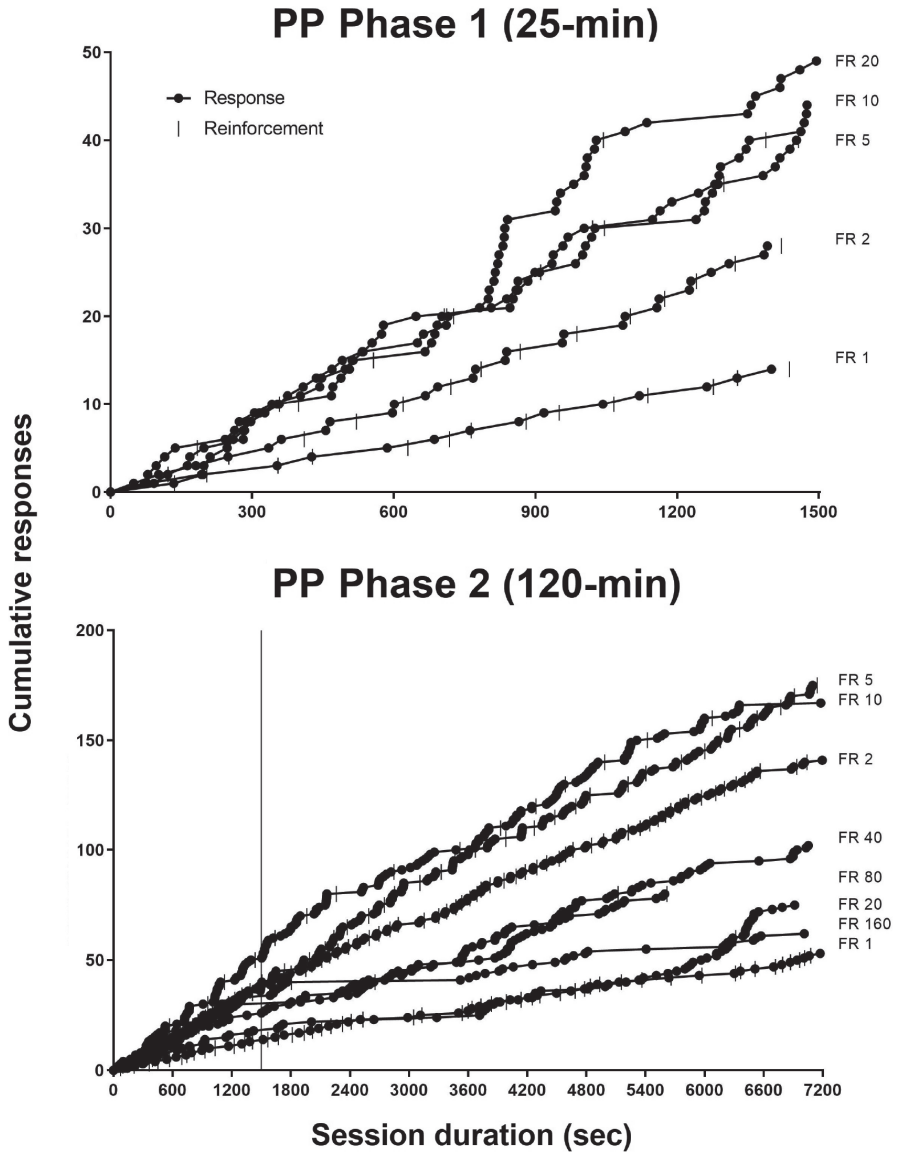 PP Phase 1 (25-min)
50
40
30
20
10
0
Response
Reinforcement
FR 20
FR 10
FR 5
FR 2
FR 1
0 300 600 900 1200 1500
Cumulative responses
PP Phase 2 (120-min)
200
150
100
50
0
FR 5
FR 10
FR 2
FR 40
FR 80
FR 20
FR 160
FR 1
0 600 1200 1800 2400 3000 3600 4200 4800 5400 6000 6600 7200
Session duration (sec)